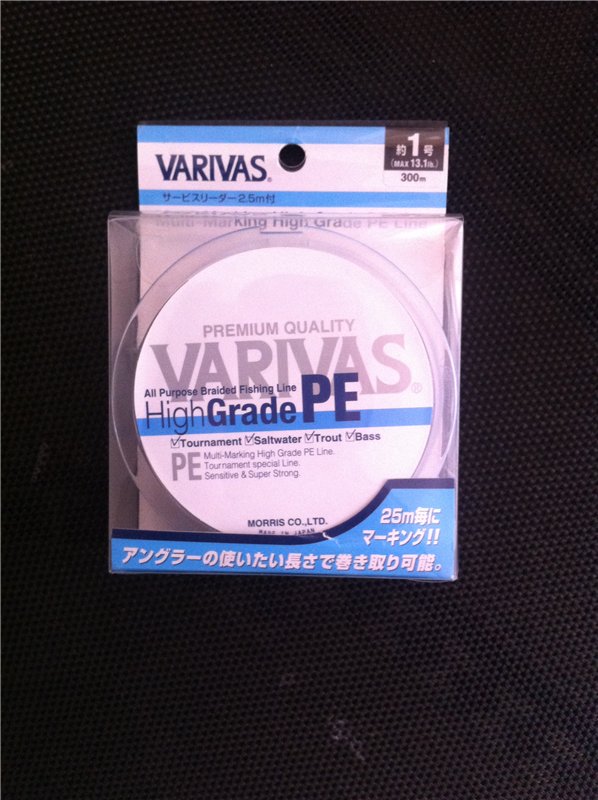 VARIVAS®
約1号
(MAX 13.1lb.)
300m
サービスリーダー2.5m付
Multi-Marking High Grade PE Line
PREMIUM QUALITY
VARIVAS®
All Purpose Braided Fishing Line
HighGrade PE
Tournament Saltwater Trout Bass
PE
Multi-Marking High Grade PE Line.
Tournament special Line.
Sensitive & Super Strong.
MORRIS CO.,LTD.
MADE IN JAPAN
25m毎に
マーキング!!
アングラーの使いたい長さで巻き取り可能。